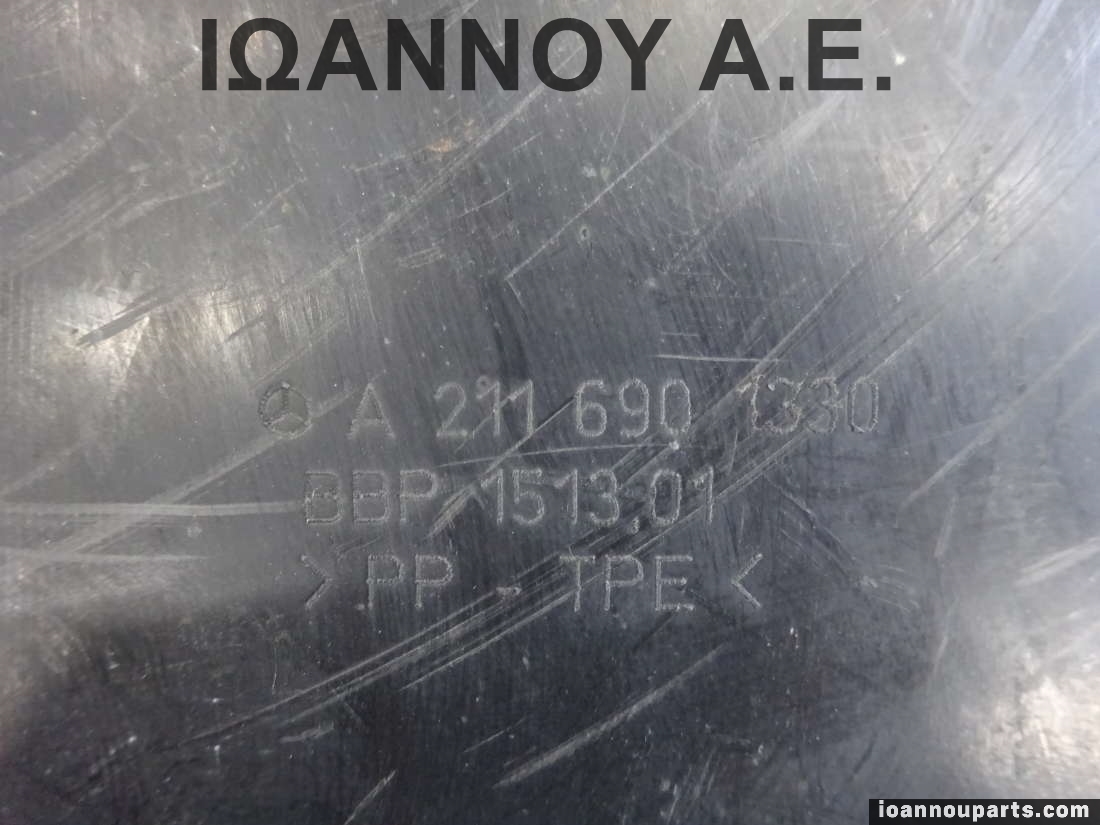 ΙΩΑΝΝΟΥ Α.Ε.
A 211 690 1330
BBP 1513.01
> PP - TPE <
ioannouparts.com